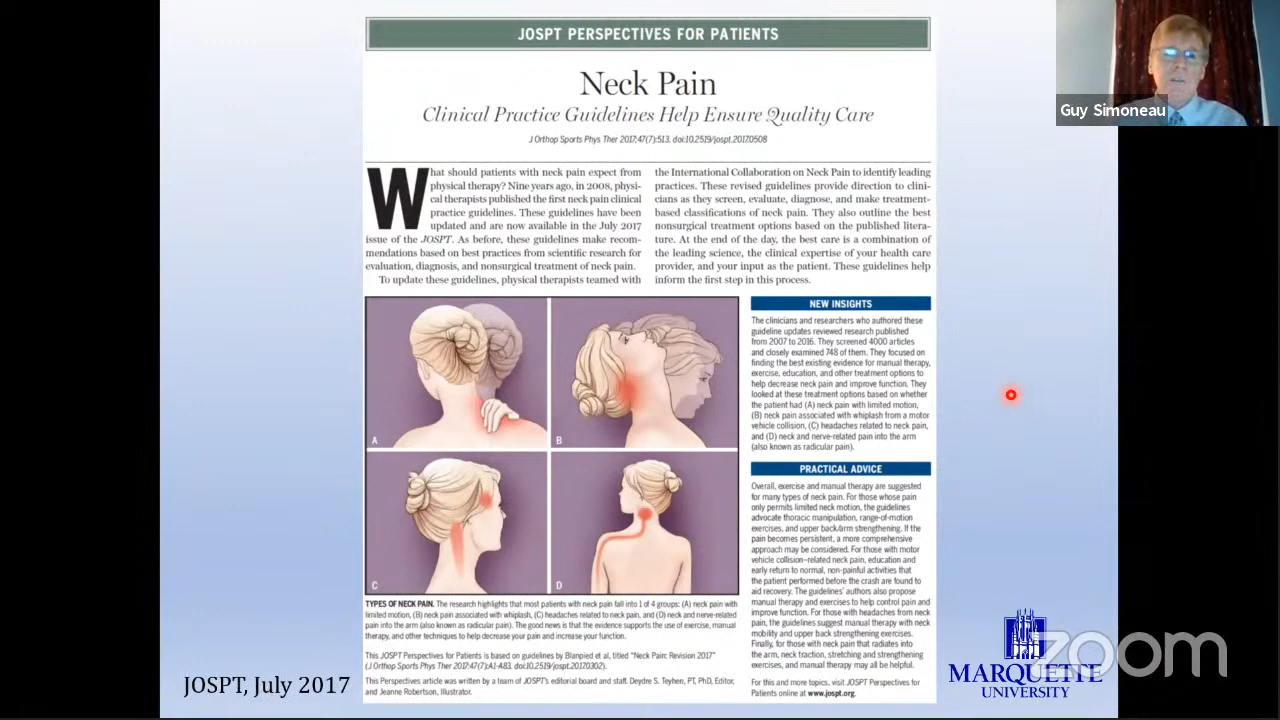 JOSPT PERSPECTIVES FOR PATIENTS
Neck Pain
Clinical Practice Guidelines Help Ensure Quality Care
J Orthop Sports Phys Ther 2017;47(7):513. doi:10.2519/jospt.2017.0508
What should patients with neck pain expect from
physical therapy? Nine years ago, in 2008, physi-
cal therapists published the first neck pain clinical
practice guidelines. These guidelines have been
updated and are now available in the July 2017
issue of the JOSPT. As before, these guidelines make recom-
mendations based on best practices from scientific research for
evaluation, diagnosis, and nonsurgical treatment of neck pain.
To update these guidelines, physical therapists teamed with
the International Collaboration on Neck Pain to identify leading
practices. These revised guidelines provide direction to clini-
cians as they screen, evaluate, diagnose, and make treatment-
based classifications of neck pain. They also outline the best
nonsurgical treatment options based on the published litera-
ture. At the end of the day, the best care is a combination of
the leading science, the clinical expertise of your health care
provider, and your input as the patient. These guidelines help
inform the first step in this process.
A
B
C
D
TYPES OF NECK PAIN. The research highlights that most patients with neck pain fall into 1 of 4 groups: (A) neck pain with
limited motion, (B) neck pain associated with whiplash, (C) headaches related to neck pain, and (D) neck and nerve-related
pain into the arm (also known as radicular pain). The good news is that the evidence supports the use of exercise, manual
therapy, and other techniques to help decrease your pain and increase your function.
This JOSPT Perspectives for Patients is based on guidelines by Blanpied et al, titled "Neck Pain: Revision 2017"
(J Orthop Sports Phys Ther 2017;47(7):A1-A83. doi:10.2519/jospt.2017.0302).
This Perspectives article was written by a team of JOSPT's editorial board and staff. Deydre S. Teyhen, PT, PhD, Editor,
and Jeanne Robertson, Illustrator.
NEW INSIGHTS
The clinicians and researchers who authored these
guideline updates reviewed research published
from 2007 to 2016. They screened 4000 articles
and closely examined 748 of them. They focused on
finding the best existing evidence for manual therapy,
exercise, education, and other treatment options to
help decrease neck pain and improve function. They
looked at these treatment options based on whether
the patient had (A) neck pain with limited motion,
(B) neck pain associated with whiplash from a motor
vehicle collision, (C) headaches related to neck pain,
and (D) neck and nerve-related pain into the arm
(also known as radicular pain).
PRACTICAL ADVICE
Overall, exercise and manual therapy are suggested
for many types of neck pain. For those whose pain
only permits limited neck motion, the guidelines
advocate thoracic manipulation, range-of-motion
exercises, and upper back/arm strengthening. If the
pain becomes persistent, a more comprehensive
approach may be considered. For those with motor
vehicle collision–related neck pain, education and
early return to normal, non-painful activities that
the patient performed before the crash are found to
aid recovery. The guidelines' authors also propose
manual therapy and exercises to help control pain and
improve function. For those with headaches from neck
pain, the guidelines suggest manual therapy with neck
mobility and upper back strengthening exercises.
Finally, for those with neck pain that radiates into
the arm, neck traction, stretching and strengthening
exercises, and manual therapy may all be helpful.
For this and more topics, visit JOSPT Perspectives for
Patients online at www.jospt.org.
JOSPT, July 2017
Guy Simoneau
MARQUETTE
UNIVERSITY
zoom